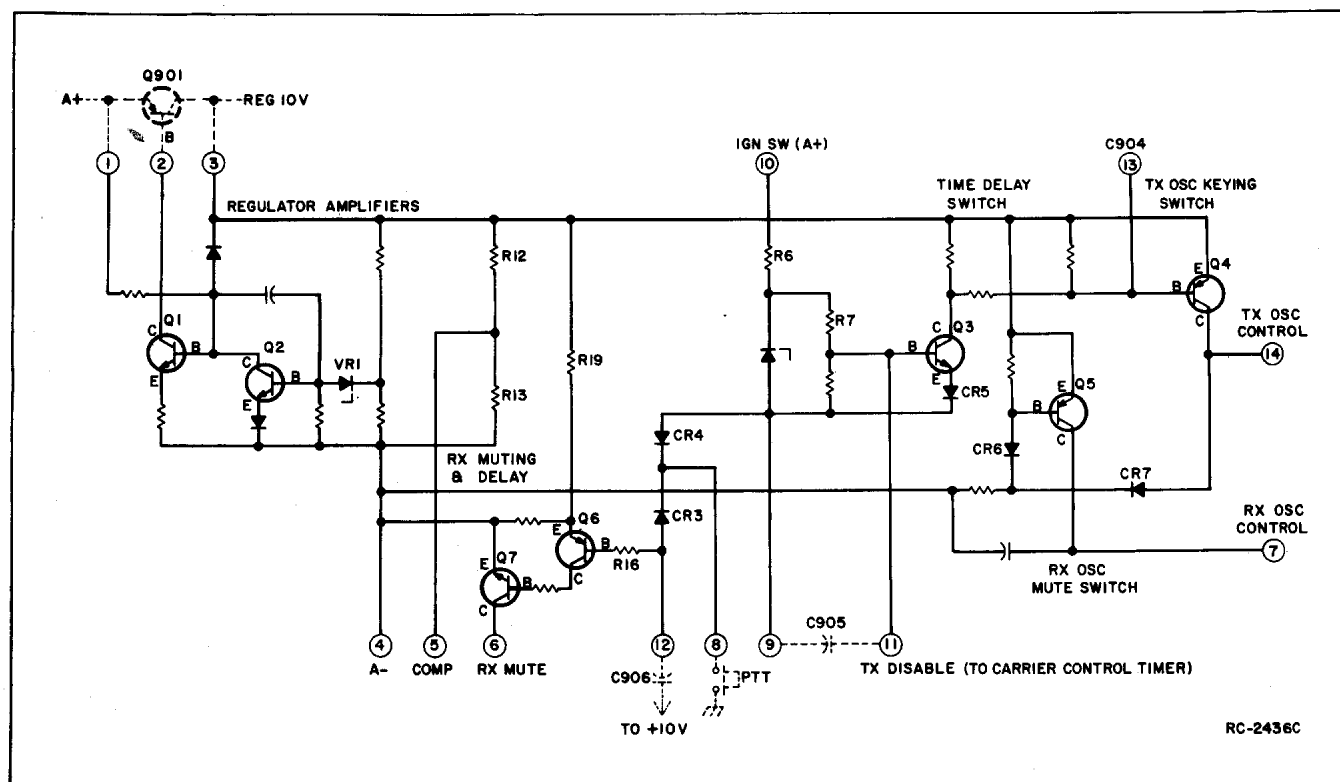 Q901
A+
REG 10V
B
1
2
3
IGN SW (A+)
10
C904
13
TIME DELAY
SWITCH
TX OSC KEYING
SWITCH
REGULATOR AMPLIFIERS
R12
R6
E
Q4
B
C
Q1
C
B
E
Q2
C
B
E
VR1
R19
R13
R7
C
Q3
B
E
CR5
TX OSC
CONTROL
14
E
Q5
B
C
CR4
CR6
CR7
RX MUTING
& DELAY
CR3
E
Q6
B
C
R16
E
Q7
B
C
RX OSC
CONTROL
7
RX OSC
MUTE SWITCH
4
5
6
12
8
9
C905
11
A-
COMP
RX MUTE
C906
PTT
TX DISABLE (TO CARRIER CONTROL TIMER)
TO +10V
RC-2436C